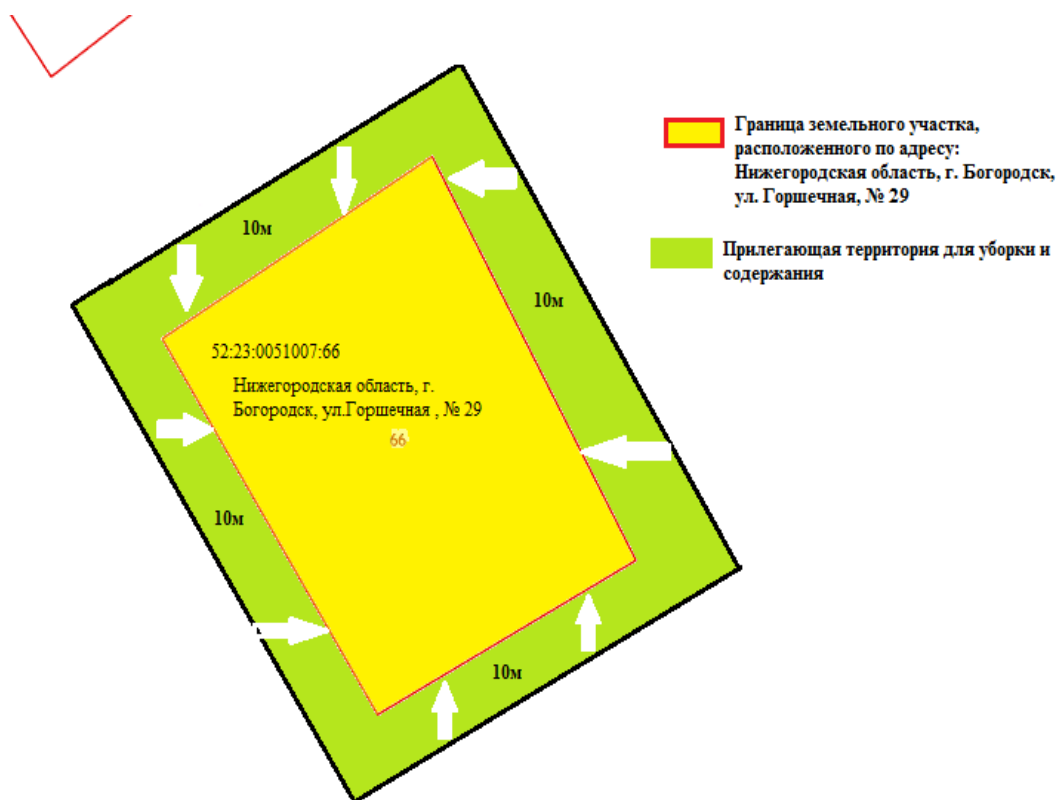 Граница земельного участка,
расположенного по адресу:
Нижегородская область, г. Богородск,
ул. Горшечная, № 29
Прилегающая территория для уборки и
содержания
10м
10м
52:23:0051007:66
Нижегородская область, г.
Богородск, ул.Горшечная , № 29
66
10м
10м